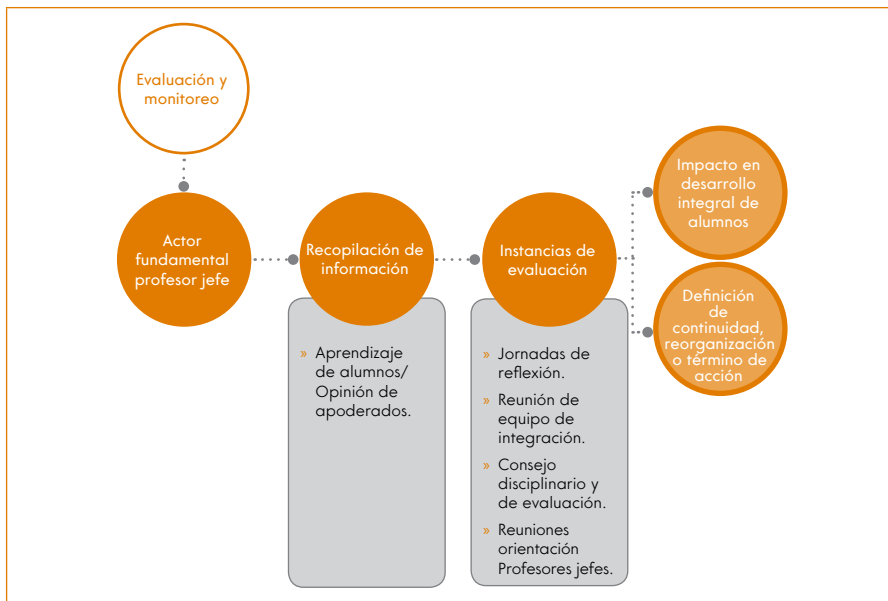 Evaluación y
monitoreo
Actor
fundamental
profesor jefe
Recopilación de
información
» Aprendizaje
de alumnos/
Opinión de
apoderados.
Instancias de
evaluación
» Jornadas de
reflexión.
» Reunión de
equipo de
integración.
» Consejo
disciplinario y
de evaluación.
» Reuniones
orientación
Profesores jefes.
Impacto en
desarrollo
integral de
alumnos
Definición
de
continuidad,
reorganización
o término de
acción